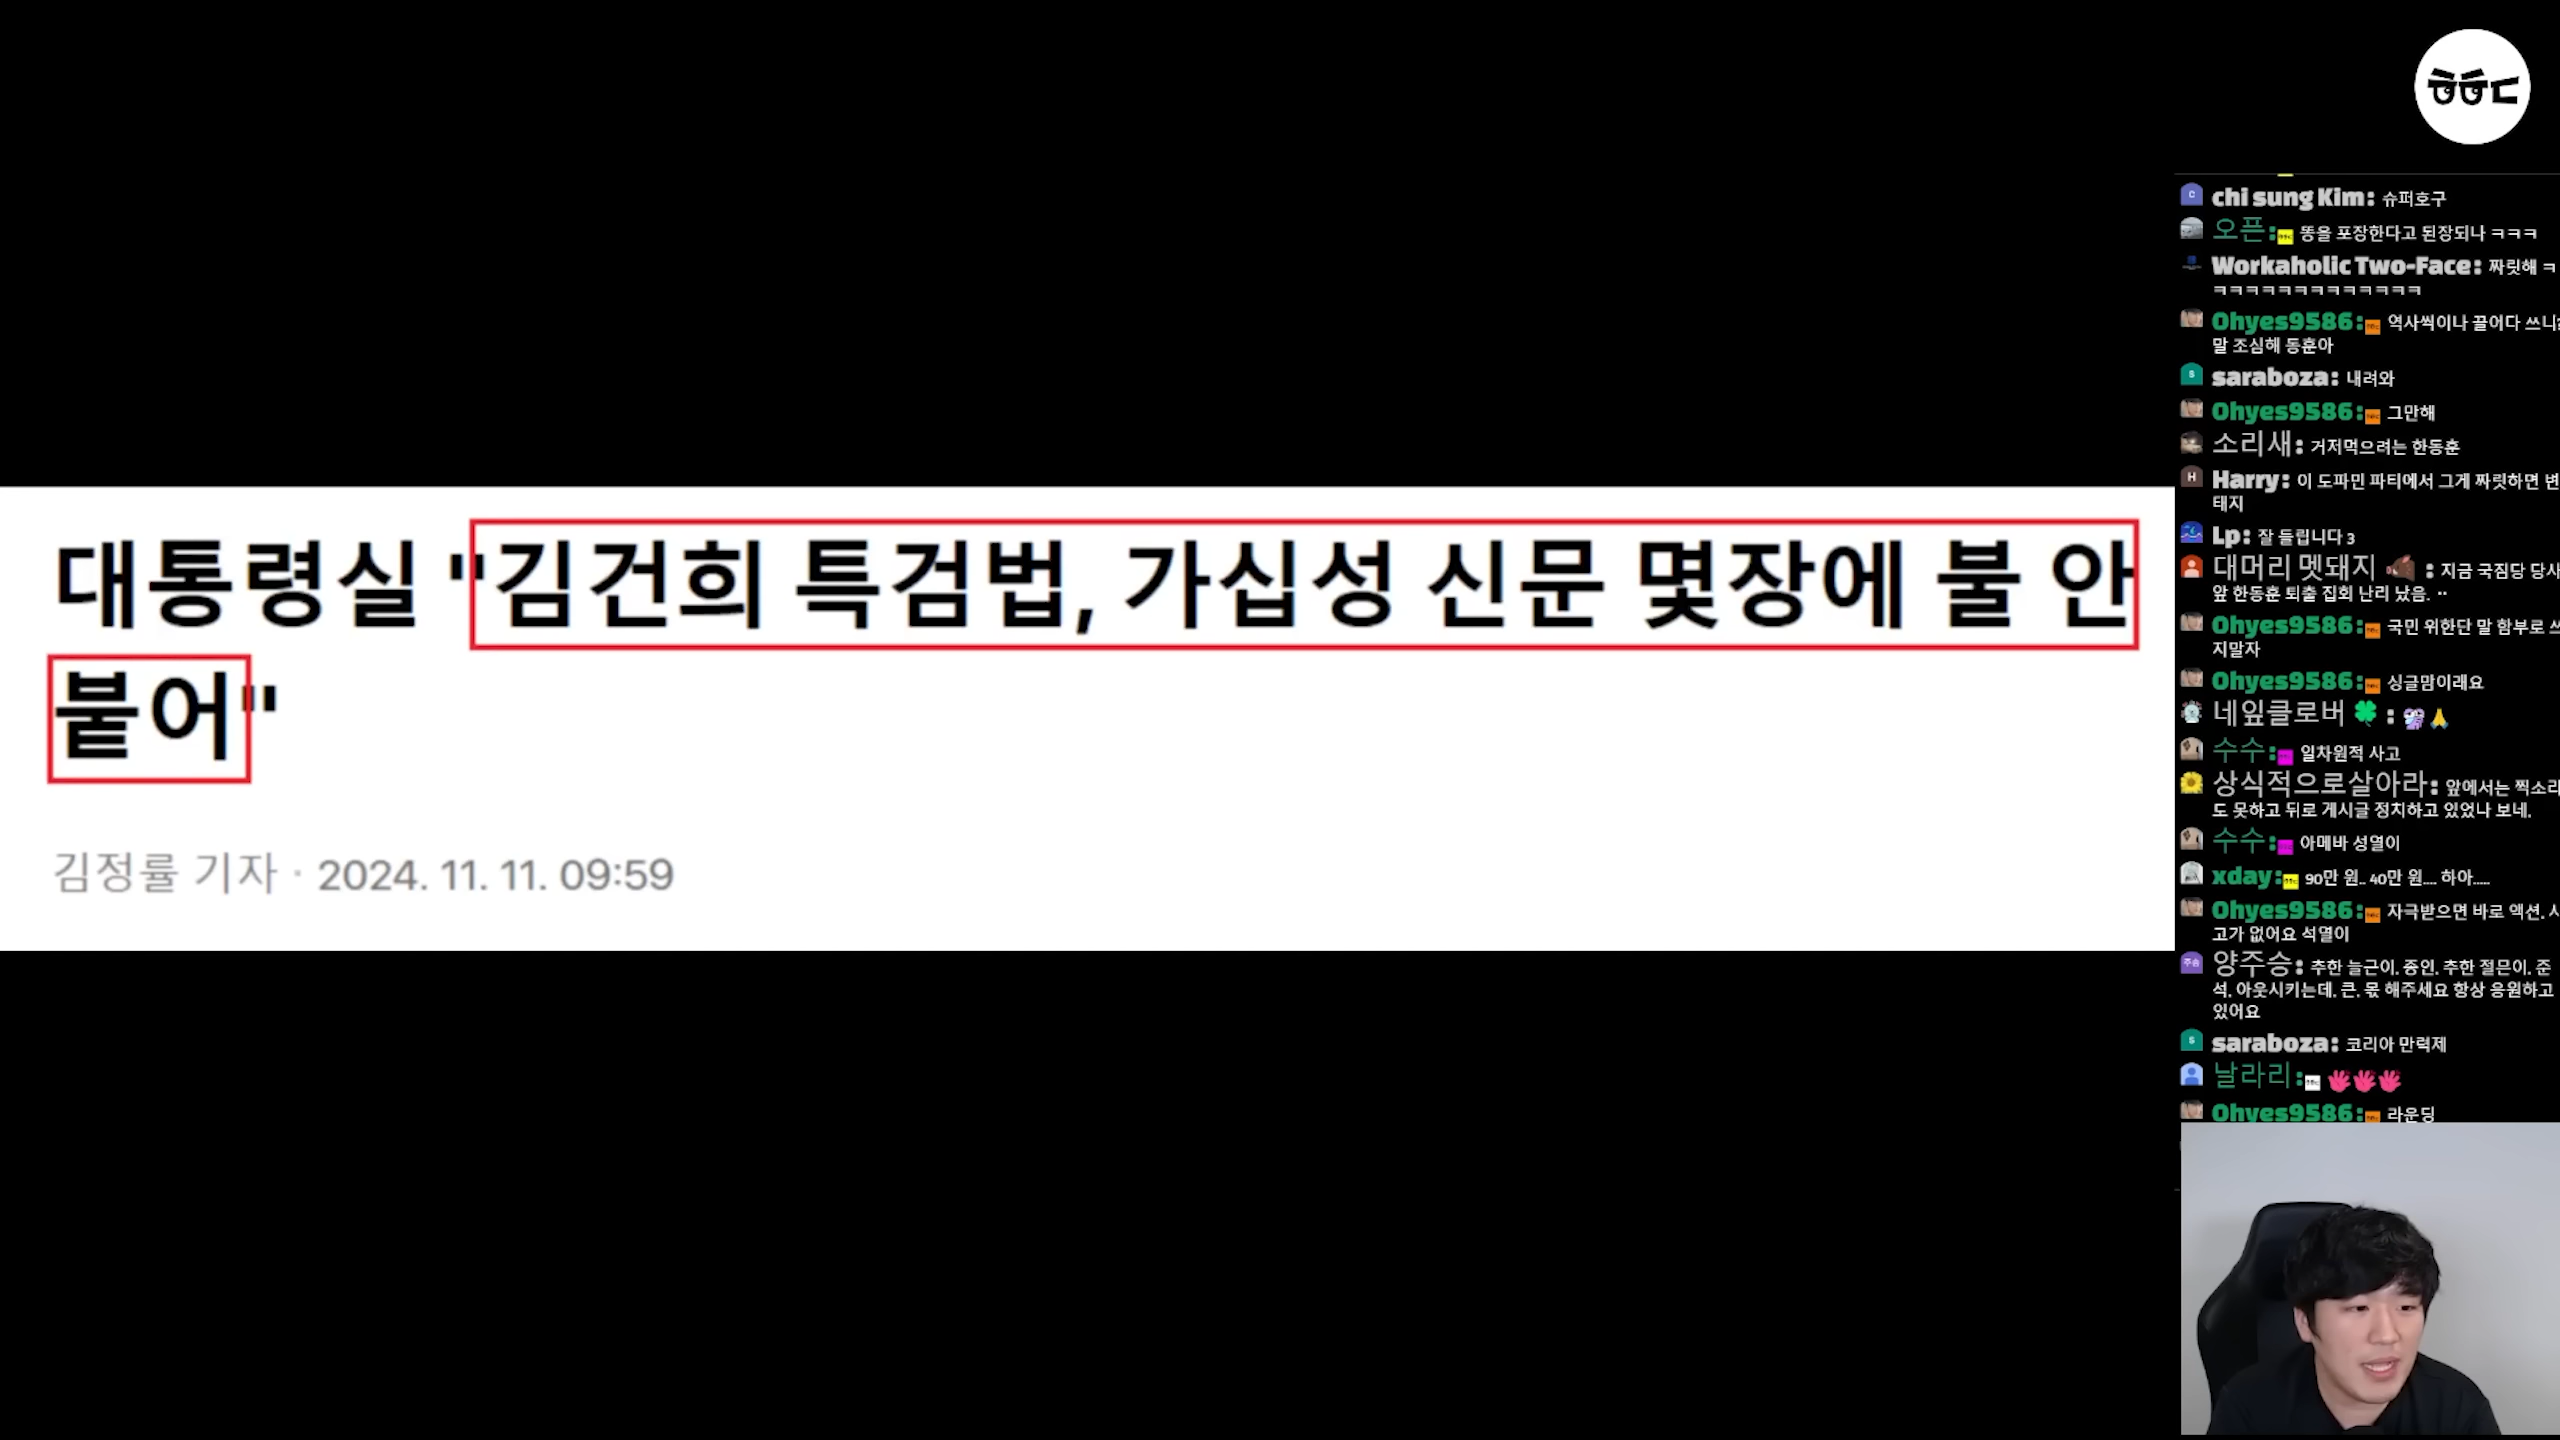 ㅎㅎㄷ
대통령실 "김건희 특검법, 가십성 신문 몇장에 불 안
붙어"
김정률 기자 · 2024. 11. 11. 09:59
chi sung Kim: 슈퍼호구
오픈: 똥을 포장한다고 된장되나 ㅋㅋㅋ
Workaholic Two-Face: 짜릿해 ㅋ
ㅋㅋㅋㅋㅋㅋㅋㅋㅋㅋㅋㅋㅋ
Ohyes9586: 역사씩이나 끌어다 쓰니?
말 조심해 동훈아
saraboza: 내려와
Ohyes9586: 그만해
소리새: 거저먹으려는 한동훈
Harry: 이 도파민 파티에서 그게 짜릿하면 변
태지
Lp: 잘 들립니다 3
대머리 멧돼지 🐗 : 지금 국짐당 당사
앞 한동훈 퇴출 집회 난리 났음. ··
Ohyes9586: 국민 위한단 말 함부로 쓰
지말자
Ohyes9586: 싱글맘이래요
네잎클로버 🍀 : 🙏
수수: 일차원적 사고
상식적으로살아라: 앞에서는 찍소리
도 못하고 뒤로 게시글 정치하고 있었나 보네.
수수: 아메바 성열이
xday: 90만 원.. 40만 원.... 하아.....
Ohyes9586: 자극받으면 바로 액션. 사
고가 없어요 석열이
양주승: 추한 늘근이. 종인. 추한 절믄이. 준
석. 아웃시키는데. 큰. 몫 해주세요 항상 응원하고
있어요
saraboza: 코리아 만력제
날라리:
Ohyes9586: 라운딩